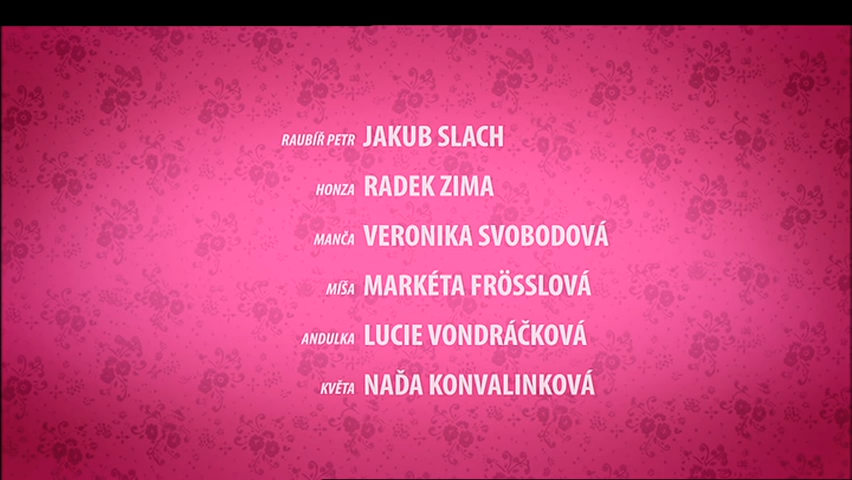 RAUBÍŘ PETR JAKUB SLACH
HONZA RADEK ZIMA
MANČA VERONIKA SVOBODOVÁ
MÍŠA MARKÉTA FRÖSSLOVÁ
ANDULKA LUCIE VONDRÁČKOVÁ
KVĚTA NAĎA KONVALINKOVÁ